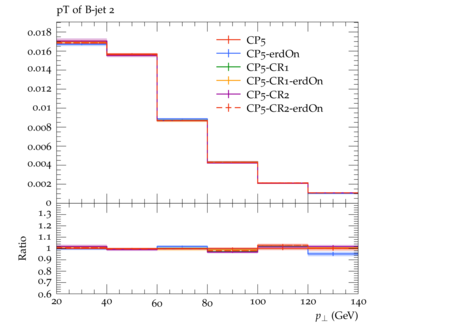 pT of B-jet 2
0.018
0.016
0.014
0.012
0.01
0.008
0.006
0.004
0.002
0
CP5
CP5-erdOn
CP5-CR1
CP5-CR1-erdOn
CP5-CR2
CP5-CR2-erdOn
1.3
1.2
1.1
1
0.9
0.8
0.7
0.6
Ratio
20 40 60 80 100 120 140
p⊥ (GeV)